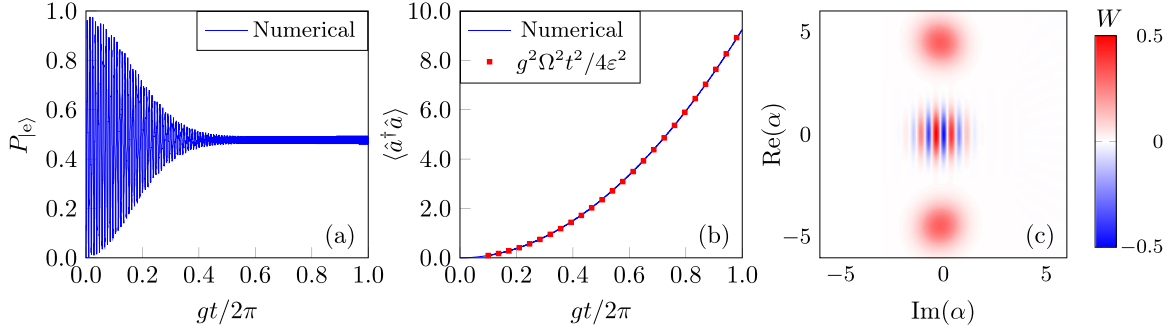 1.0
0.8
0.6
0.4
0.2
0.0
P|e⟩
Numerical
(a)
0.0 0.2 0.4 0.6 0.8 1.0
gt/2π
10.0
8.0
6.0
4.0
2.0
0.0
⟨â†â⟩
Numerical
g²Ω²t²/4ε²
(b)
0.0 0.2 0.4 0.6 0.8 1.0
gt/2π
5
0
−5
Re(α)
(c)
−5 0 5
Im(α)
W
0.5
0
−0.5